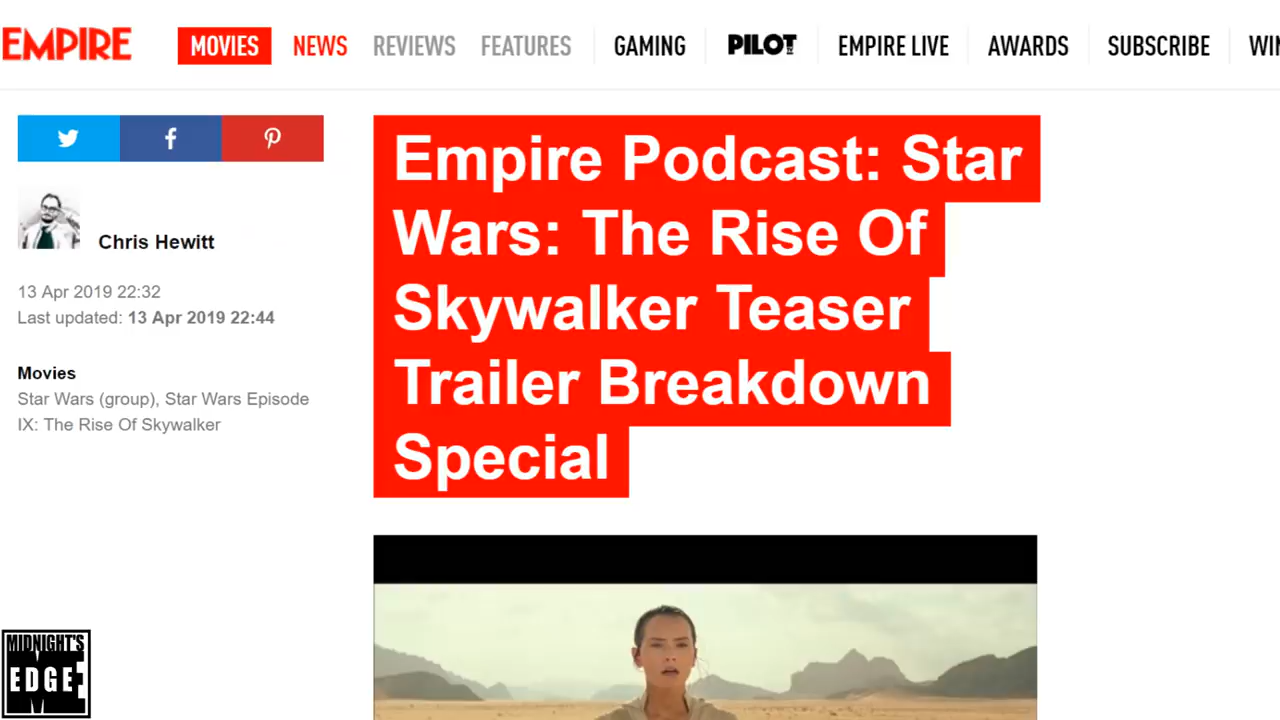 EMPIRE
MOVIES NEWS REVIEWS FEATURES GAMING PILOT EMPIRE LIVE AWARDS SUBSCRIBE
Chris Hewitt
13 Apr 2019 22:32
Last updated: 13 Apr 2019 22:44
Movies
Star Wars (group), Star Wars Episode
IX: The Rise Of Skywalker
Empire Podcast: Star
Wars: The Rise Of
Skywalker Teaser
Trailer Breakdown
Special
MIDNIGHT'S
EDGE
ME